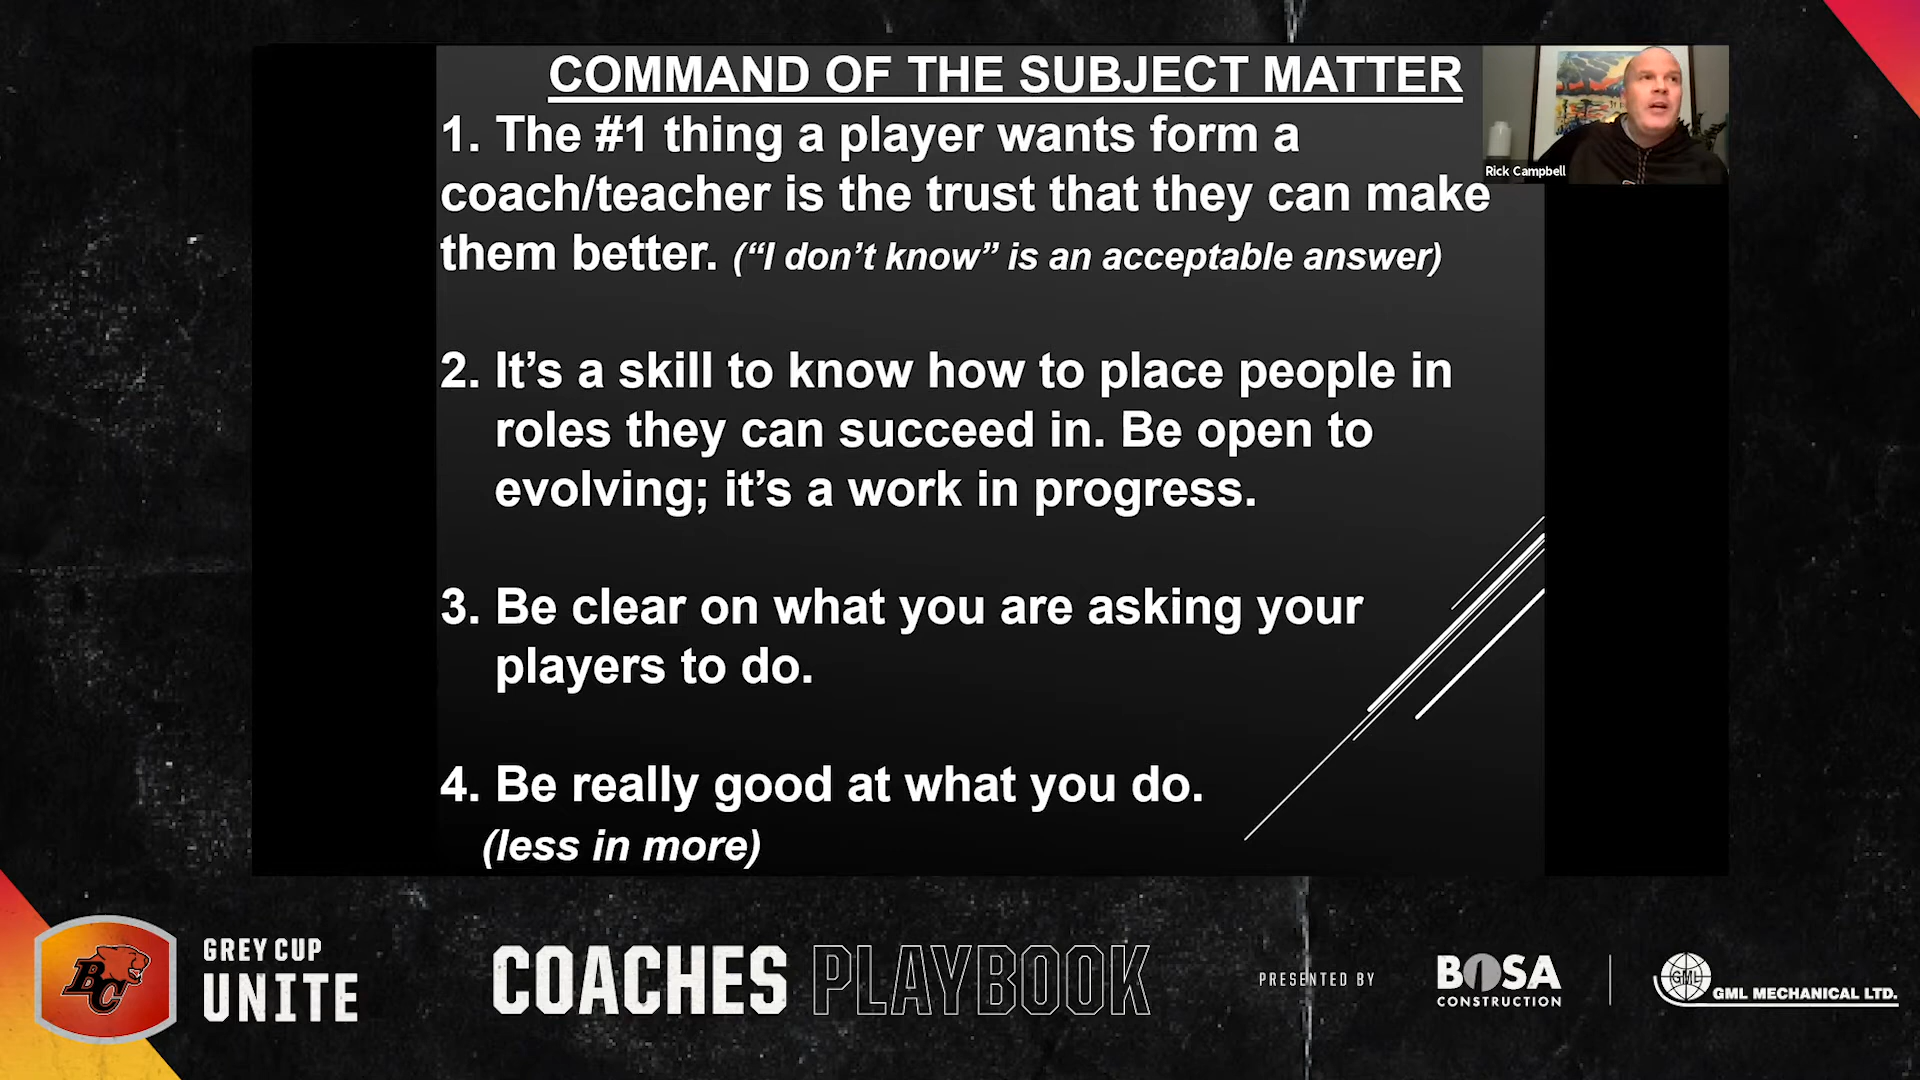 COMMAND OF THE SUBJECT MATTER
1. The #1 thing a player wants form a
coach/teacher is the trust that they can make
them better. (“I don’t know” is an acceptable answer)
2. It’s a skill to know how to place people in
roles they can succeed in. Be open to
evolving; it’s a work in progress.
3. Be clear on what you are asking your
players to do.
4. Be really good at what you do.
(less in more)
Rick Campbell
BC
GREY CUP
UNITE
COACHES PLAYBOOK
PRESENTED BY
BOSA
CONSTRUCTION
GML
GML MECHANICAL LTD.